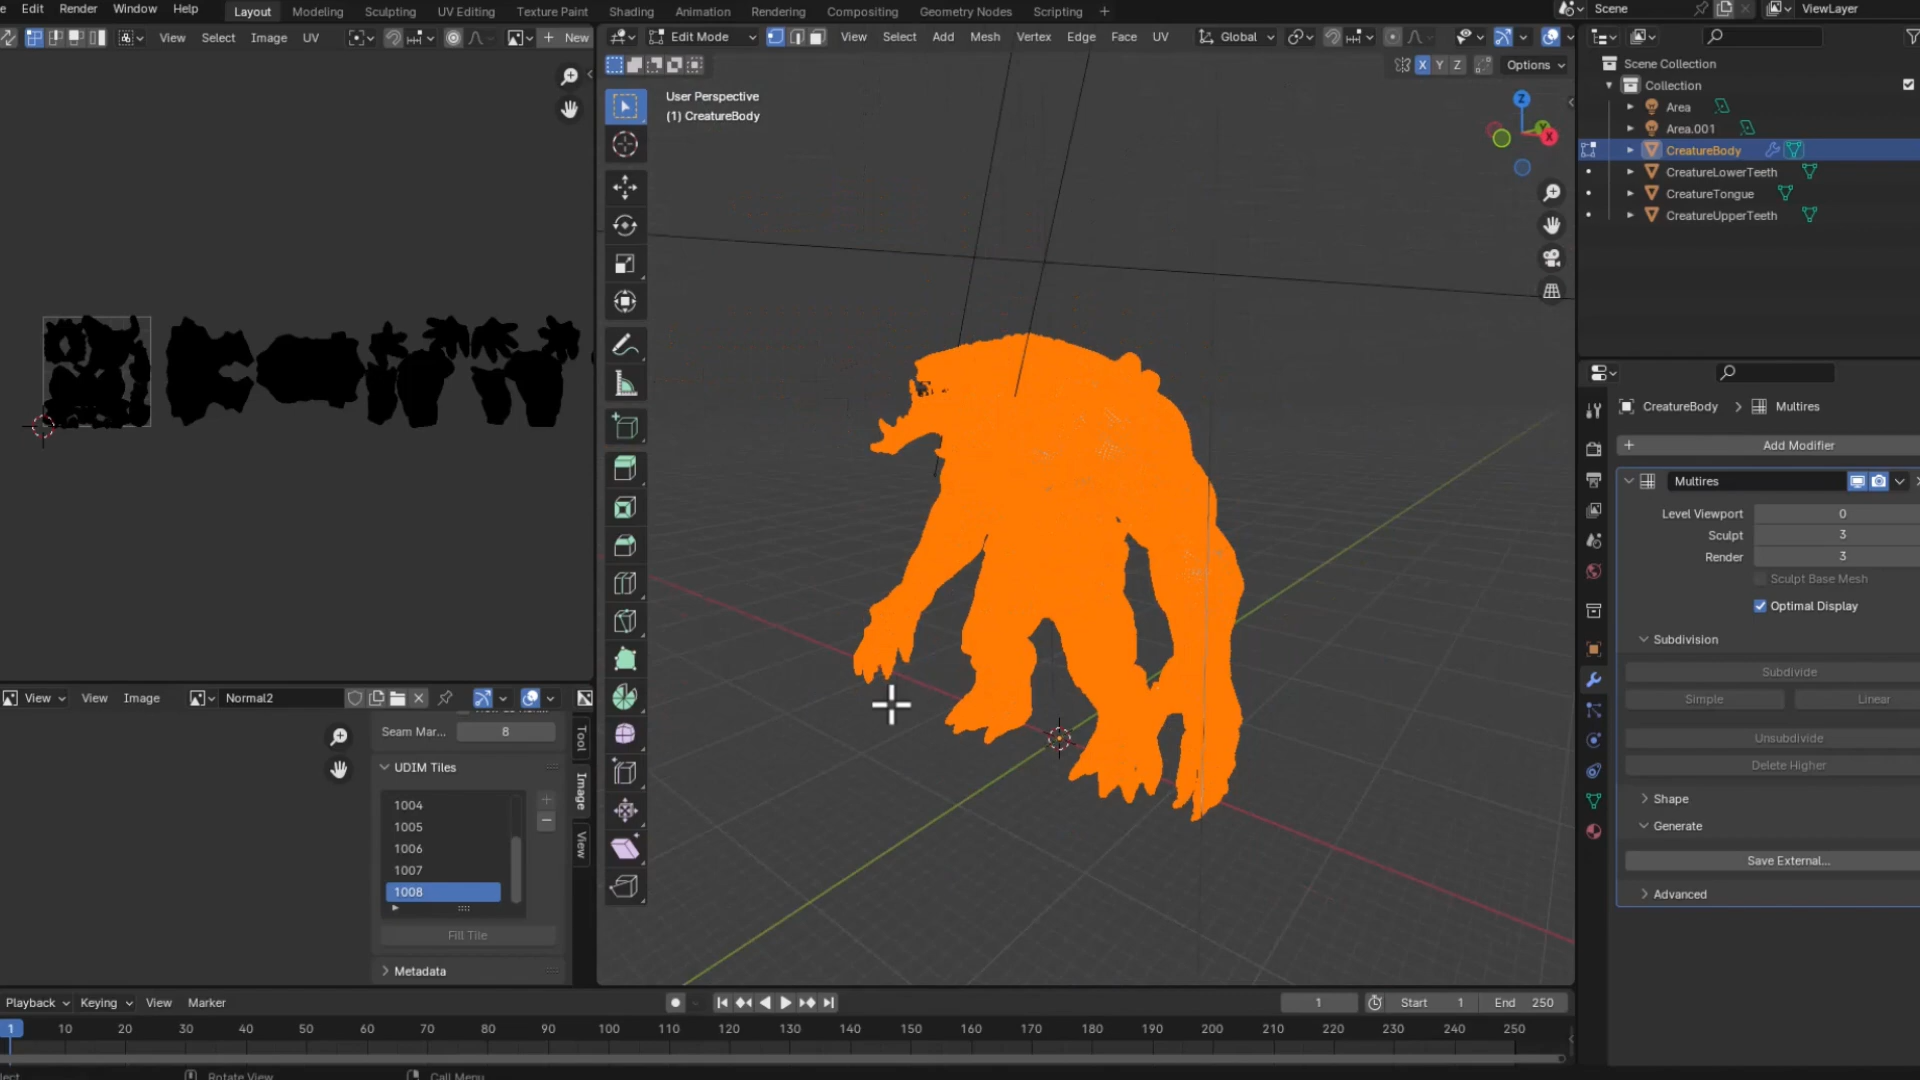 Edit Render Window Help Layout Modeling Sculpting UV Editing Texture Paint Shading Animation Rendering Compositing Geometry Nodes Scripting + Scene ViewLayer
View Select Image UV New Edit Mode View Select Add Mesh Vertex Edge Face UV Global
X Y Z Options
User Perspective
(1) CreatureBody
Z
X
Scene Collection
Collection
Area
Area.001
CreatureBody
CreatureLowerTeeth
CreatureTongue
CreatureUpperTeeth
CreatureBody > Multires
+ Add Modifier
Multires
Level Viewport 0
Sculpt 3
Render 3
Sculpt Base Mesh
Optimal Display
Subdivision
Subdivide
Simple Linear
Unsubdivide
Delete Higher
Shape
Generate
Save External...
Advanced
View View Image Normal2
Seam Mar... 8
UDIM Tiles
1004
1005
1006
1007
1008
Fill Tile
Metadata
Tool
Image
View
Playback Keying View Marker 1 Start 1 End 250
1 10 20 30 40 50 60 70 80 90 100 110 120 130 140 150 160 170 180 190 200 210 220 230 240 250
Rotate View Call Menu